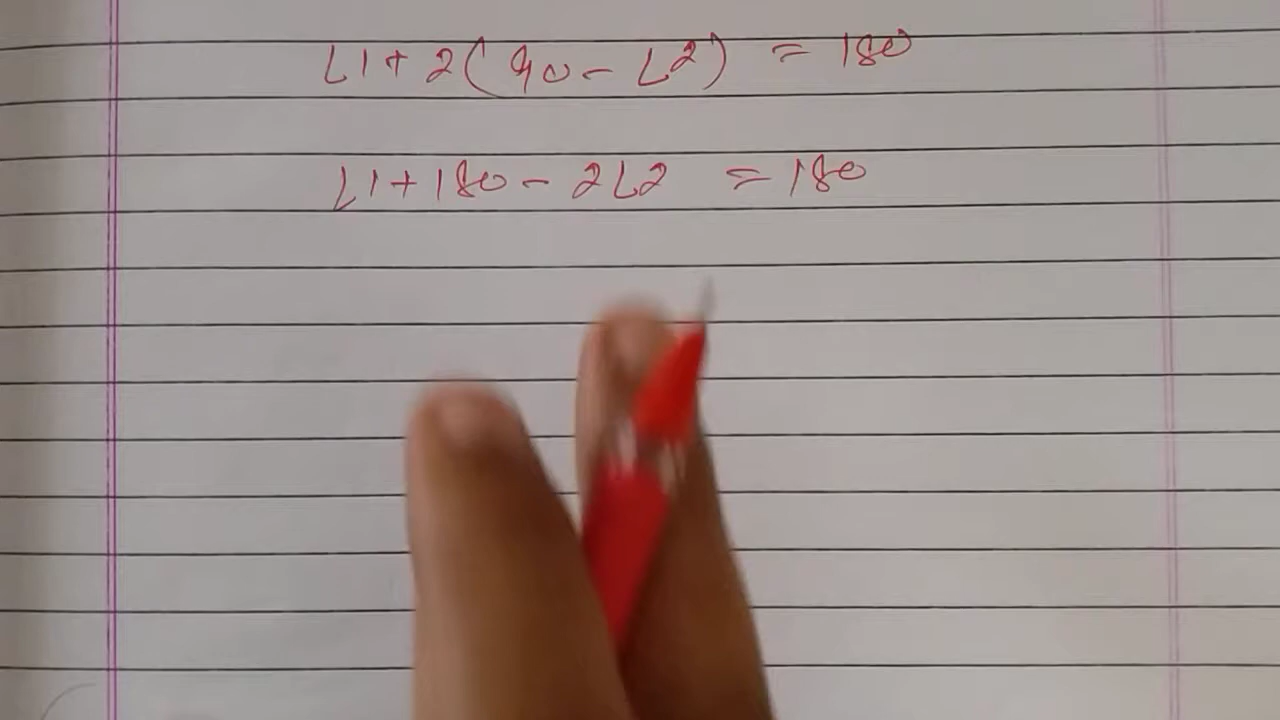 ∠1 + 2(90 - ∠2) = 180
∠1 + 180 - 2∠2 = 180